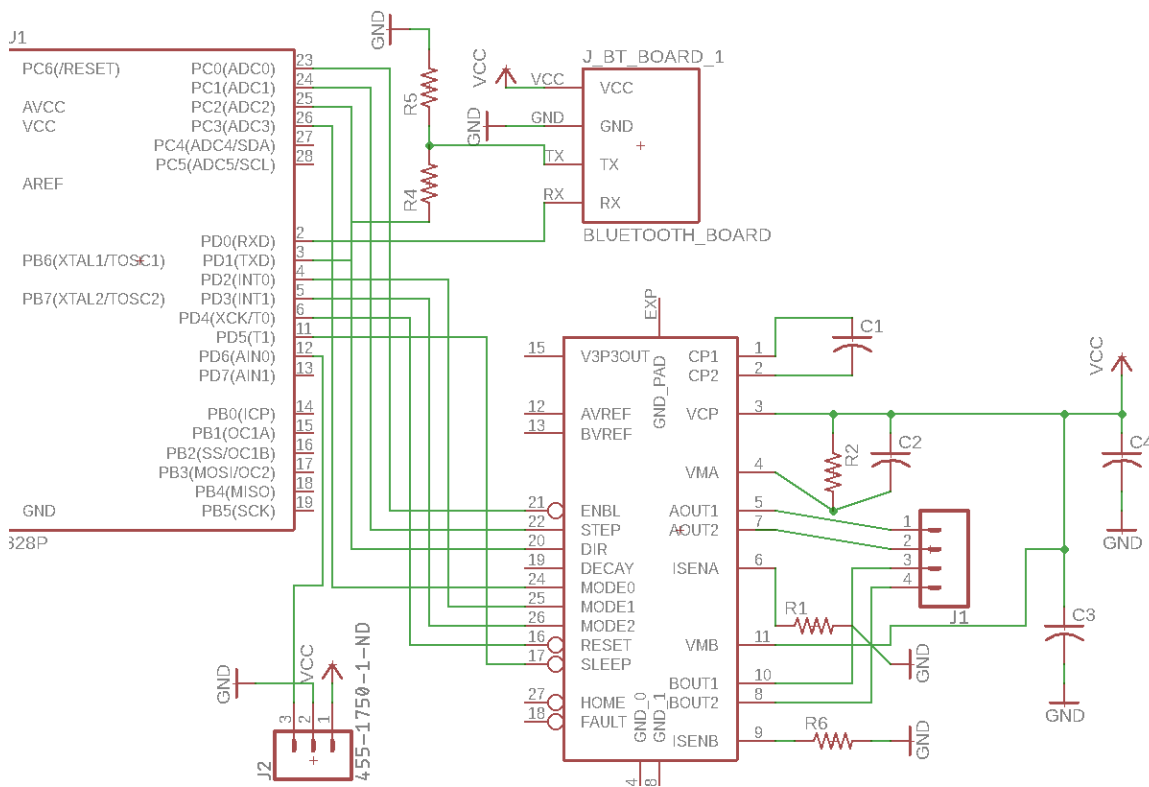 J1
PC6(/RESET)
AVCC
VCC
AREF
PB6(XTAL1/TOSC1)
PB7(XTAL2/TOSC2)
GND
328P
PC0(ADC0) 23
PC1(ADC1) 24
PC2(ADC2) 25
PC3(ADC3) 26
PC4(ADC4/SDA) 27
PC5(ADC5/SCL) 28
PD0(RXD) 2
PD1(TXD) 3
PD2(INT0) 4
PD3(INT1) 5
PD4(XCK/T0) 6
PD5(T1) 11
PD6(AIN0) 12
PD7(AIN1) 13
PB0(ICP) 14
PB1(OC1A) 15
PB2(SS/OC1B) 16
PB3(MOSI/OC2) 17
PB4(MISO) 18
PB5(SCK) 19
GND
R5
R4
J_BT_BOARD_1
VCC
VCC VCC
GND
GND GND
TX TX
RX RX
BLUETOOTH_BOARD
EXP
GND_PAD
15 V3P3OUT
12 AVREF
13 BVREF
21 ENBL
22 STEP
20 DIR
19 DECAY
24 MODE0
25 MODE1
26 MODE2
16 RESET
17 SLEEP
27 HOME
18 FAULT
GND_0
GND_1
4
8
CP1 1
CP2 2
VCP 3
VMA 4
AOUT1 5
AOUT2 7
ISENA 6
VMB 11
BOUT1 10
BOUT2 8
ISENB 9
C1
R2
C2
VCC
C4
GND
1
2
3
4
J1
R1
GND
C3
GND
R6
GND
GND
VCC
3
2
1
J2
455-1750-1-ND